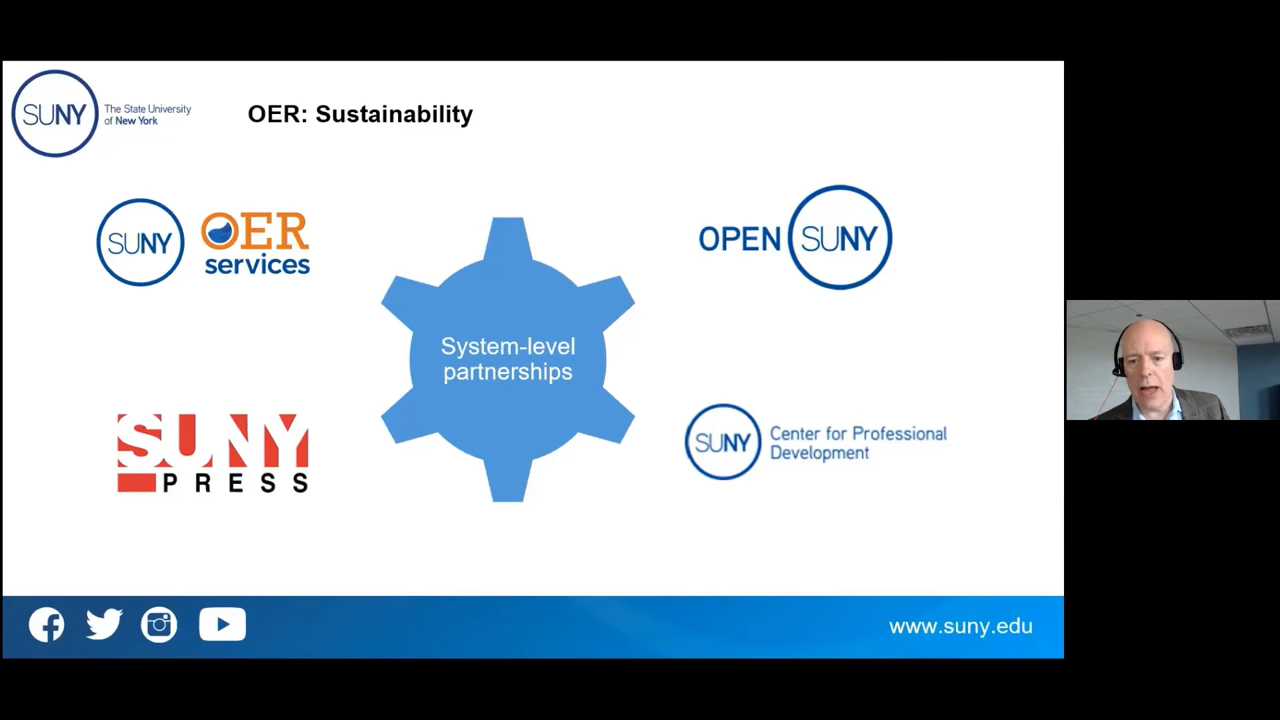 SUNY
The State University
of New York
OER: Sustainability
SUNY
OER
services
OPEN SUNY
System-level
partnerships
SUNY
PRESS
SUNY
Center for Professional
Development
www.suny.edu